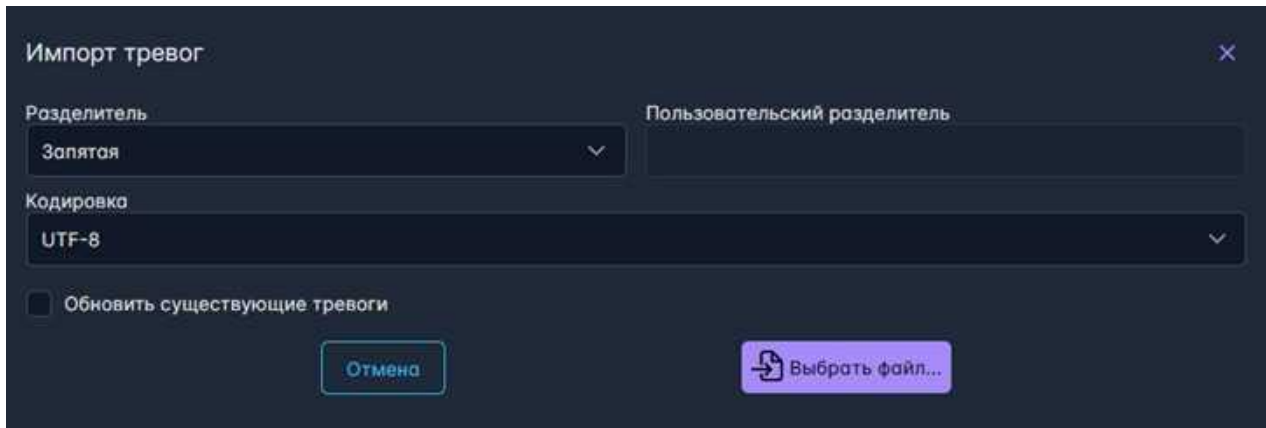 Импорт тревог
Разделитель
Пользовательский разделитель
Запятая
Кодировка
UTF-8
Обновить существующие тревоги
Отмена
Выбрать файл...